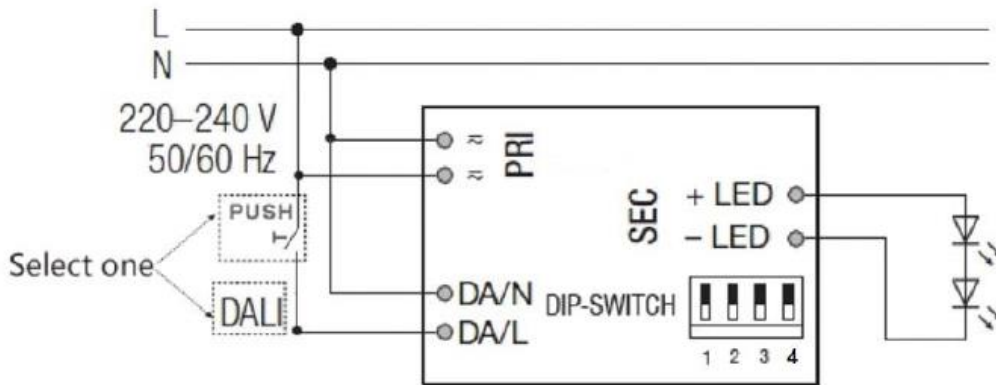 L
N
220–240 V
50/60 Hz
≂ PRI
≂
PUSH
Select one
DALI
SEC
+ LED
– LED
DA/N
DA/L
DIP-SWITCH
1 2 3 4